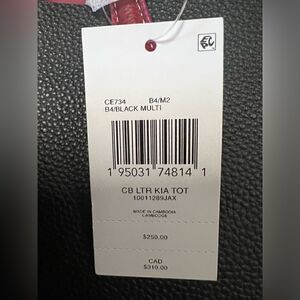 CE734 B4/M2
B4/BLACK MULTI
1 95031 74814 1
CB LTR KIA TOT
10011289JAX
MADE IN CAMBODIA
CAMBODGE
$250.00
CAD
$310.00